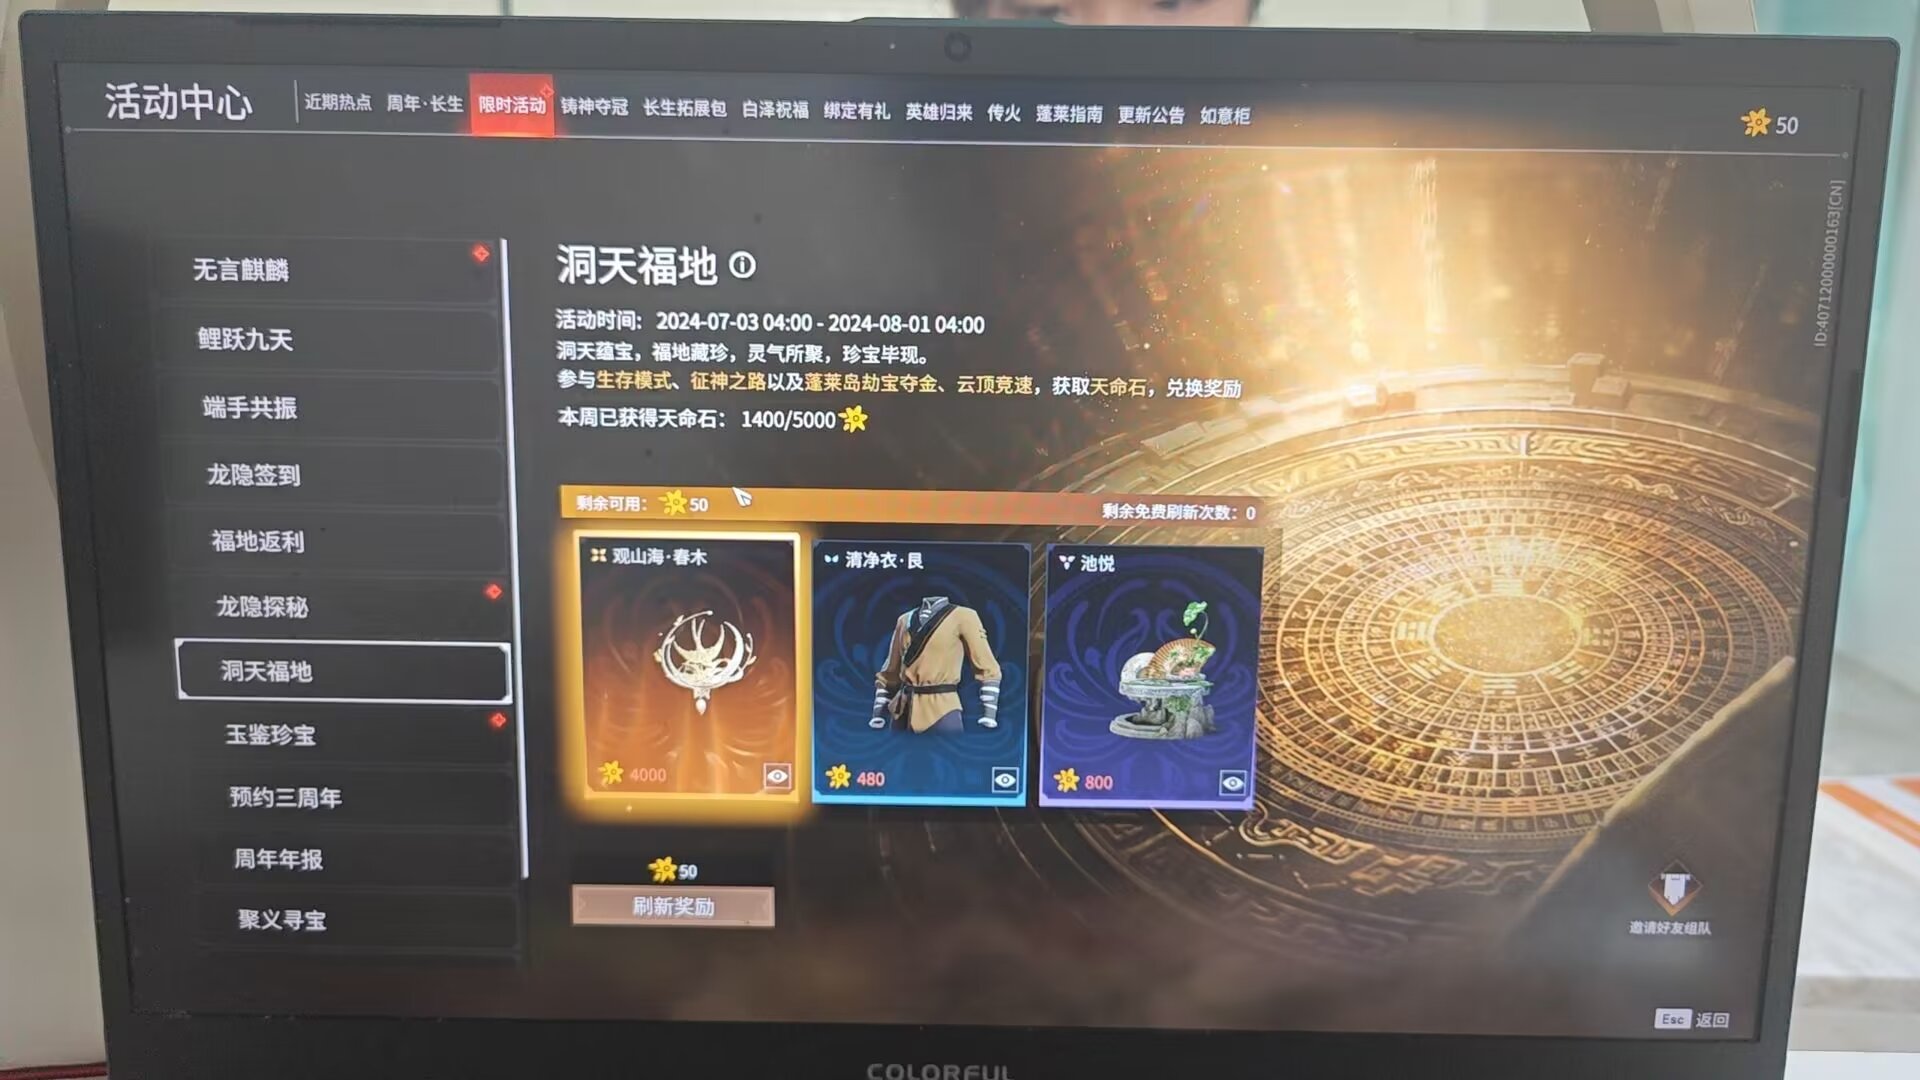 活动中心
近期热点 周年·长生 限时活动 铸神夺冠 长生拓展包 白泽祝福 绑定有礼 英雄归来 传火 蓬莱指南 更新公告 如意柜
50
ID:4071200000163[CN]
无言麒麟
鲤跃九天
端手共振
龙隐签到
福地返利
龙隐探秘
洞天福地
玉鉴珍宝
预约三周年
周年年报
聚义寻宝
洞天福地
活动时间: 2024-07-03 04:00 - 2024-08-01 04:00
洞天蕴宝，福地藏珍，灵气所聚，珍宝毕现。
参与生存模式、征神之路以及蓬莱岛劫宝夺金、云顶竞速，获取天命石，兑换奖励
本周已获得天命石: 1400/5000
剩余可用: 50
剩余免费刷新次数: 0
观山海·春木
4000
清净衣·艮
480
池悦
800
50
刷新奖励
邀请好友组队
Esc 返回
COLORFUL